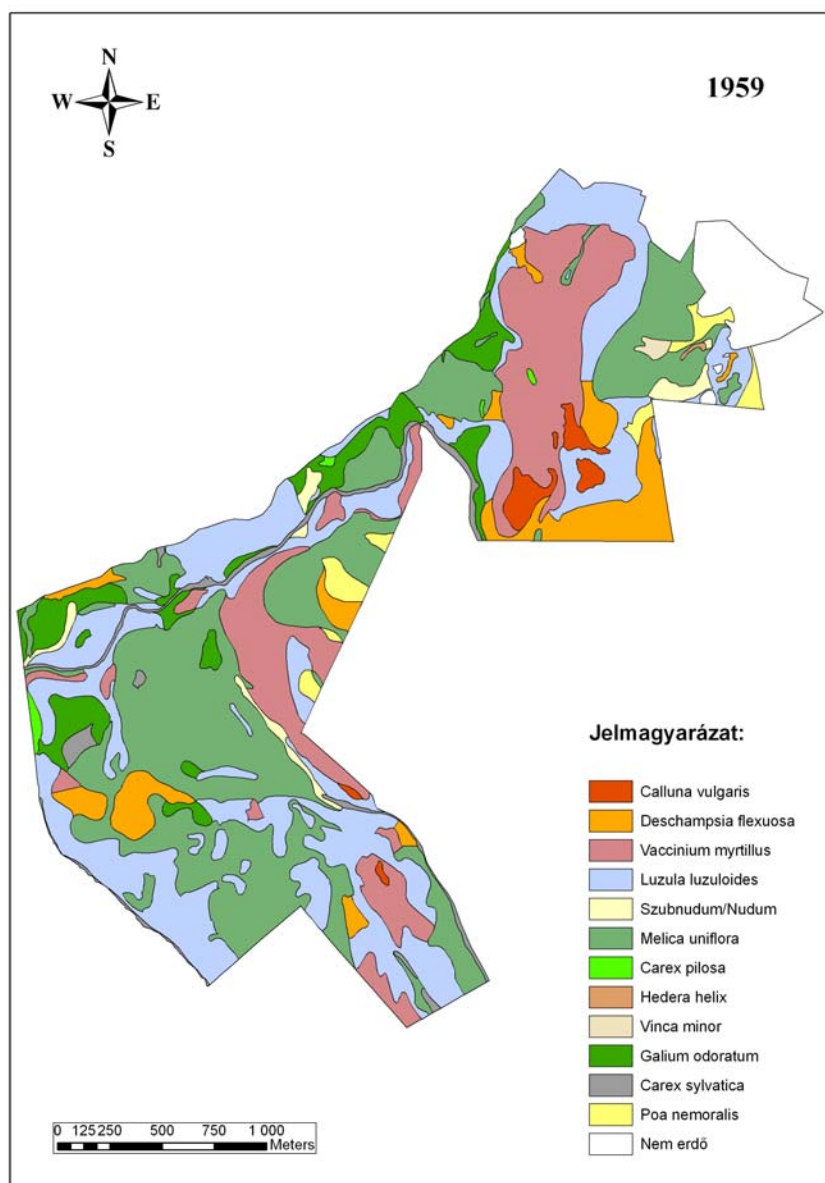 N
1959
W E
S
Jelmagyarázat:
Calluna vulgaris
Deschampsia flexuosa
Vaccinium myrtillus
Luzula luzuloides
Szubnudum/Nudum
Melica uniflora
Carex pilosa
Hedera helix
Vinca minor
Galium odoratum
Carex sylvatica
Poa nemoralis
Nem erdő
0 125 250 500 750 1 000
Meters